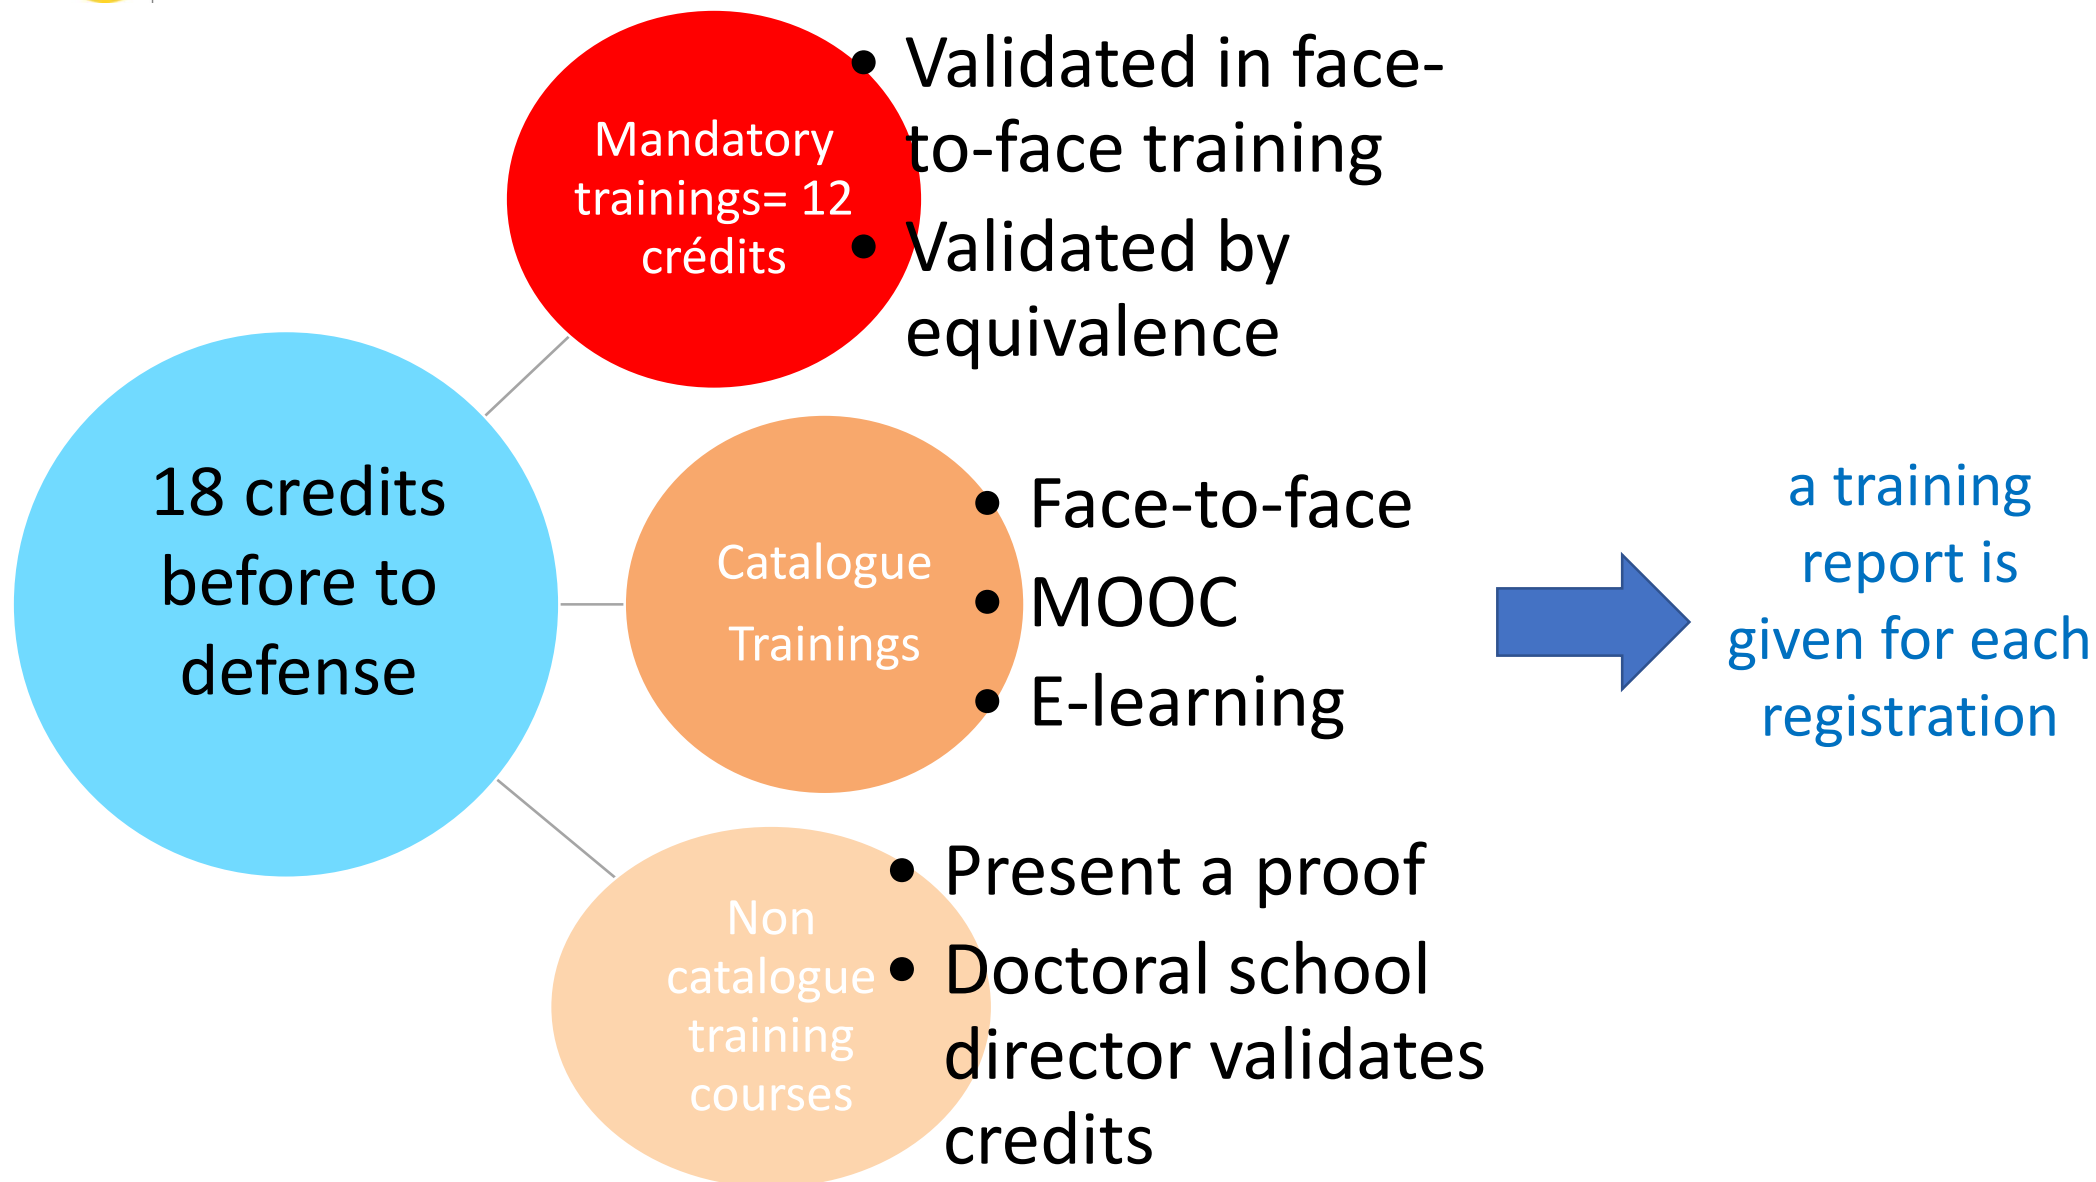 18 credits
before to
defense
Mandatory
trainings= 12
crédits
• Validated in face-
to-face training
• Validated by
equivalence
Catalogue
Trainings
• Face-to-face
• MOOC
• E-learning
Non
catalogue
training
courses
• Present a proof
• Doctoral school
director validates
credits
a training
report is
given for each
registration